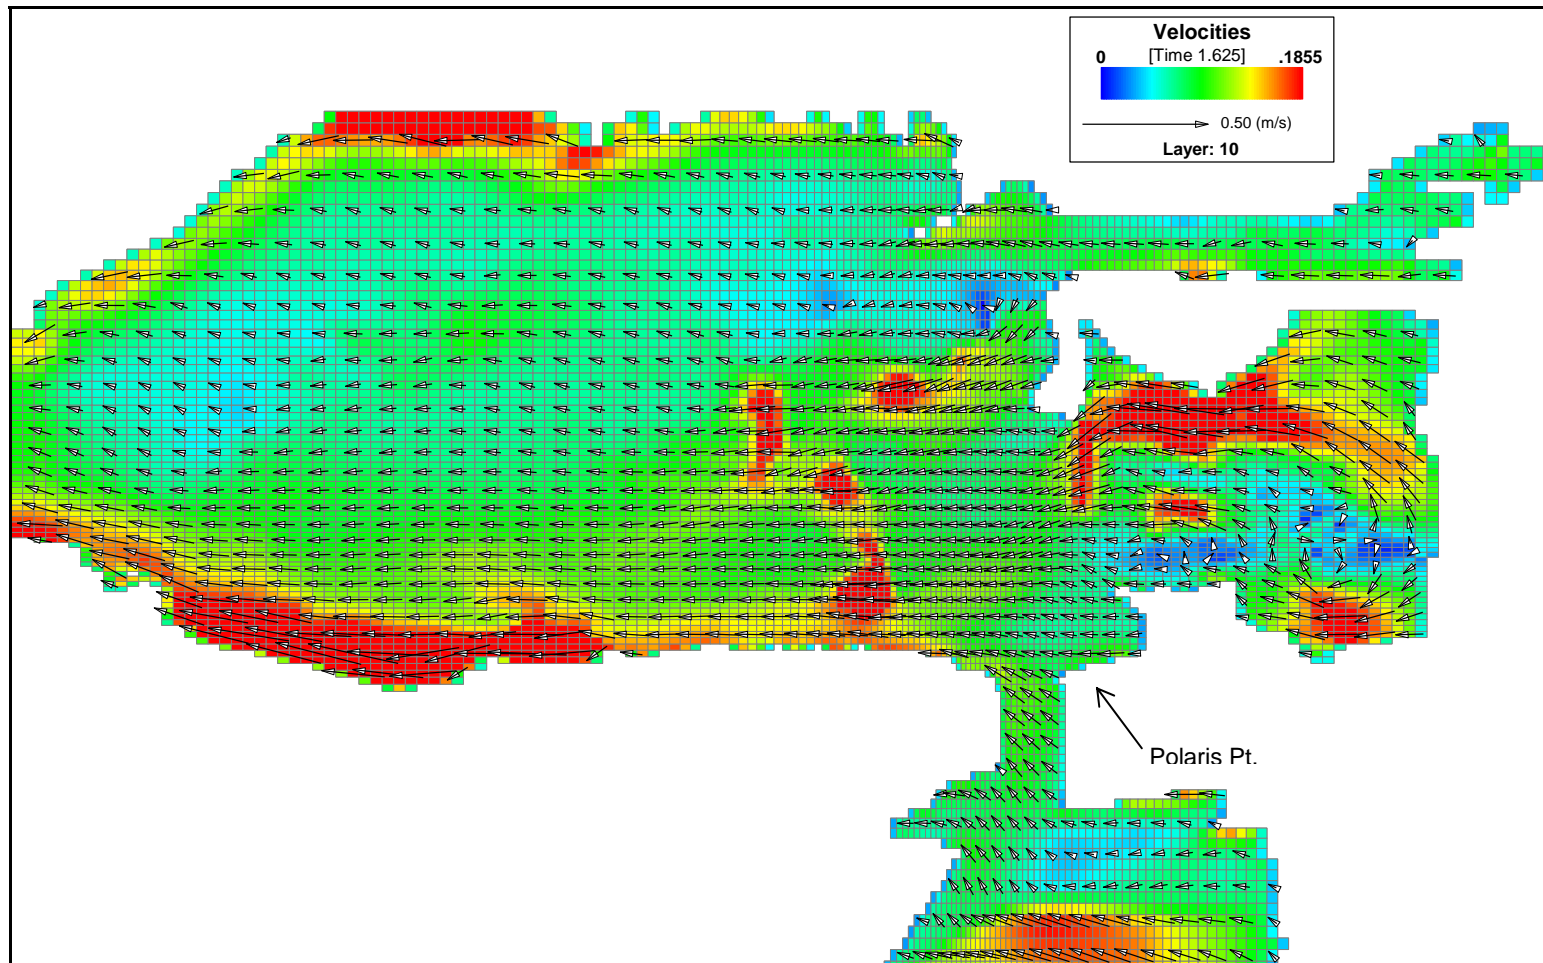 Velocities
[Time 1.625]
0 .1855
0.50 (m/s)
Layer: 10
Polaris Pt.